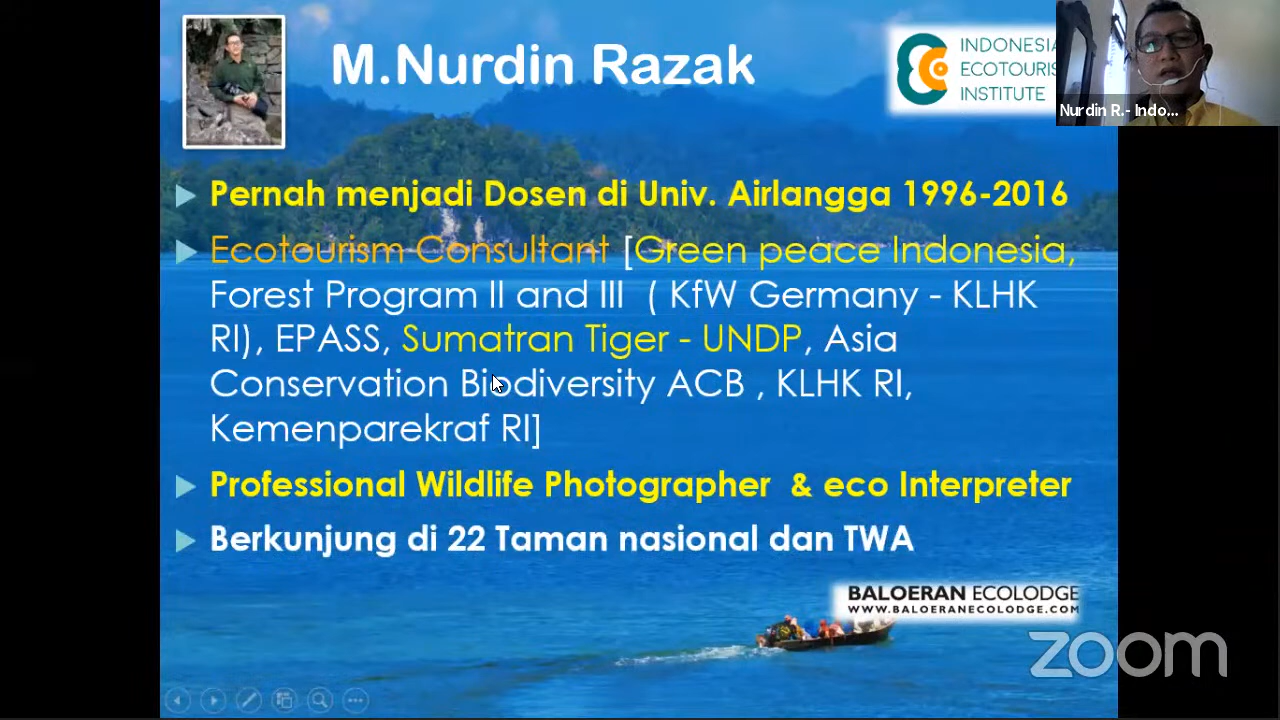 M.Nurdin Razak
INDONESIA
ECOTOURIS
INSTITUTE
Nurdin R.- Indo...
Pernah menjadi Dosen di Univ. Airlangga 1996-2016
Ecotourism Consultant [Green peace Indonesia,
Forest Program II and III ( KfW Germany - KLHK
RI), EPASS, Sumatran Tiger - UNDP, Asia
Conservation Biodiversity ACB , KLHK RI,
Kemenparekraf RI]
Professional Wildlife Photographer & eco Interpreter
Berkunjung di 22 Taman nasional dan TWA
BALOERAN ECOLODGE
WWW.BALOERANECOLODGE.COM
zoom